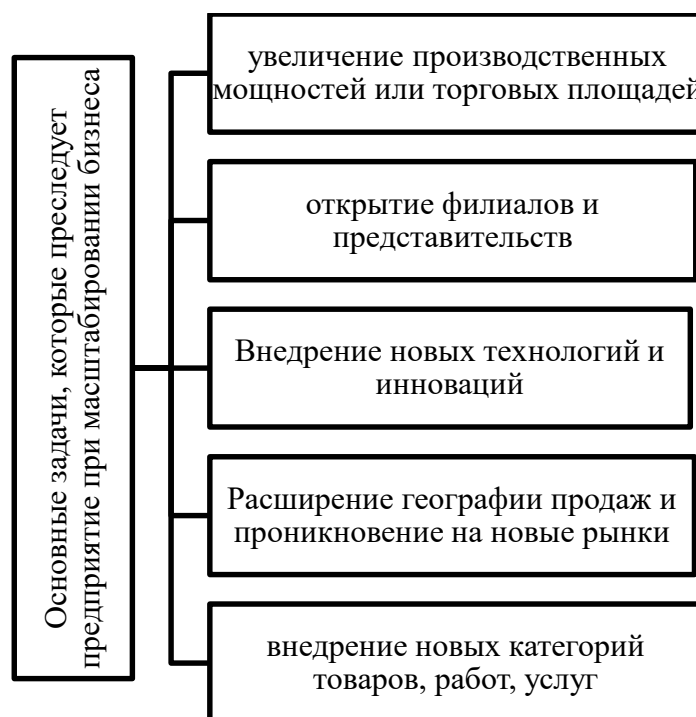 Основные задачи, которые преследует
предприятие при масштабировании бизнеса
увеличение производственных
мощностей или торговых площадей
открытие филиалов и
представительств
Внедрение новых технологий и
инноваций
Расширение географии продаж и
проникновение на новые рынки
внедрение новых категорий
товаров, работ, услуг